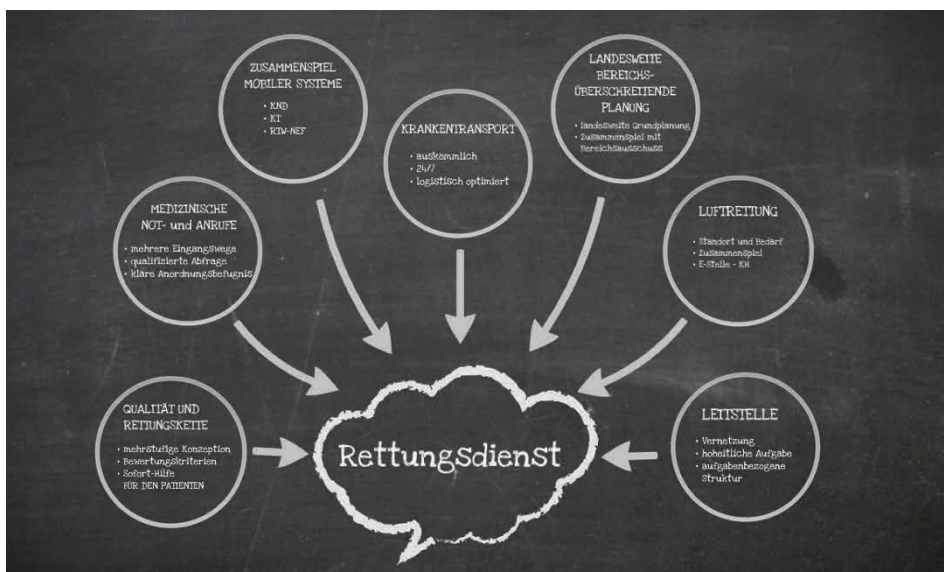 ZUSAMMENSPIEL
MOBILER SYSTEME
• KND
• KT
• RTW-NEF
KRANKENTRANSPORT
• auskömmlich
• 24/7
• logistisch optimiert
LANDESWEITE
BEREICHS-
ÜBERSCHREITENDE
PLANUNG
• landesweite Grundplanung
• Zusammenspiel mit
Bereichsausschuss
MEDIZINISCHE
NOT- und ANRUFE
• mehrere Eingangswege
• qualifizierte Abfrage
• klare Anordnungsbefugnis
LUFTRETTUNG
• Standort und Bedarf
• Zusammenspiel
• E-Stelle - KH
QUALITÄT UND
RETTUNGSKETTE
• mehrstufige Konzeption
• Bewertungskriterien
• Sofort-Hilfe
FÜR DEN PATIENTEN
Rettungsdienst
LEITSTELLE
• Vernetzung
• hoheitliche Aufgabe
• aufgabenbezogene
Struktur